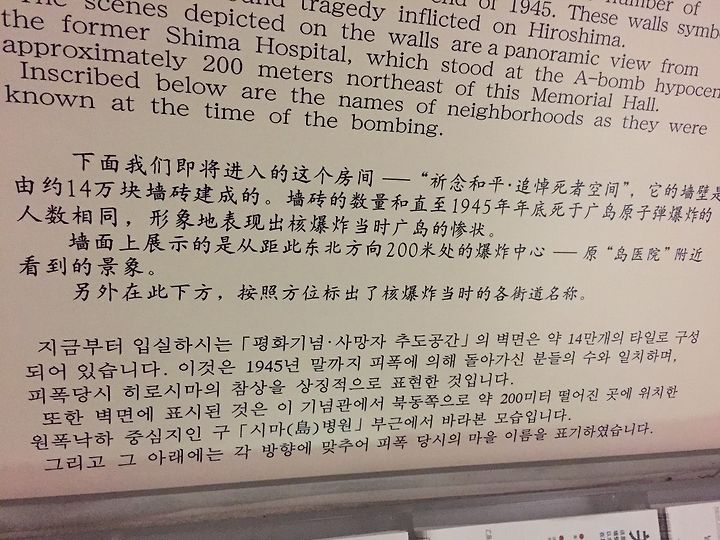 tragedy inflicted on Hiroshima.
of 1945. These walls
scenes depicted on the walls are a panoramic view from
the former Shima Hospital, which stood at the A-bomb
approximately 200 meters northeast of this Memorial Hall.
Inscribed below are the names of neighborhoods as they were
known at the time of the bombing.
下面我们即将进入的这个房间 —— “祈念和平·追悼死者空间”, 它的墙壁是
由约14万块墙砖建成的。墙砖的数量和直至1945年年底死于广岛原子弹爆炸的
人数相同，形象地表现出核爆炸当时广岛的惨状。
墙面上展示的是从距此东北方向200米处的爆炸中心 —— 原“岛医院”附近
看到的景象。
另外在此下方，按照方位标出了核爆炸当时的各街道名称。
지금부터 입실하시는「평화기념·사망자 추도공간」의 벽면은 약 14만개의 타일로 구성
되어 있습니다. 이것은 1945년 말까지 피폭에 의해 돌아가신 분들의 수와 일치하며,
피폭당시 히로시마의 참상을 상징적으로 표현한 것입니다.
또한 벽면에 표시된 것은 이 기념관에서 북동쪽으로 약 200미터 떨어진 곳에 위치한
원폭낙하 중심지인 구「시마(島)병원」부근에서 바라본 모습입니다.
그리고 그 아래에는 각 방향에 맞추어 피폭 당시의 마을 이름을 표기하였습니다.